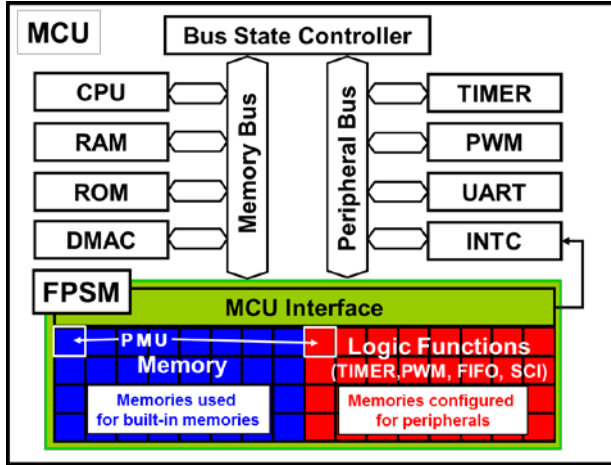 MCU
Bus State Controller
CPU
RAM
ROM
DMAC
Memory Bus
Peripheral Bus
TIMER
PWM
UART
INTC
FPSM
MCU Interface
PMU
Memory
Memories used
for built-in memories
Logic Functions
(TIMER,PWM, FIFO, SCI)
Memories configured
for peripherals